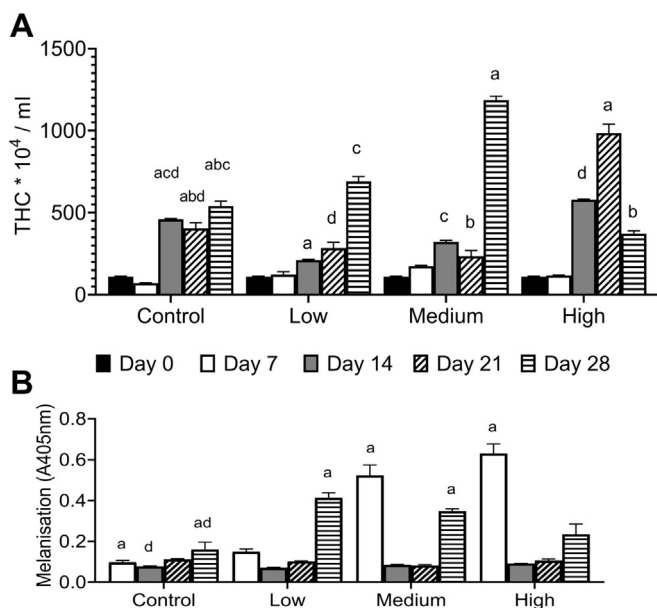 A
THC * 10⁴ / ml
1500
1000
500
0
acd
abd
abc
a
d
c
c
b
a
d
a
b
Control Low Medium High
Day 0 Day 7 Day 14 Day 21 Day 28
B
Melanisation (A405nm)
0.8
0.6
0.4
0.2
0.0
a
d
ad
a
a
a
a
Control Low Medium High